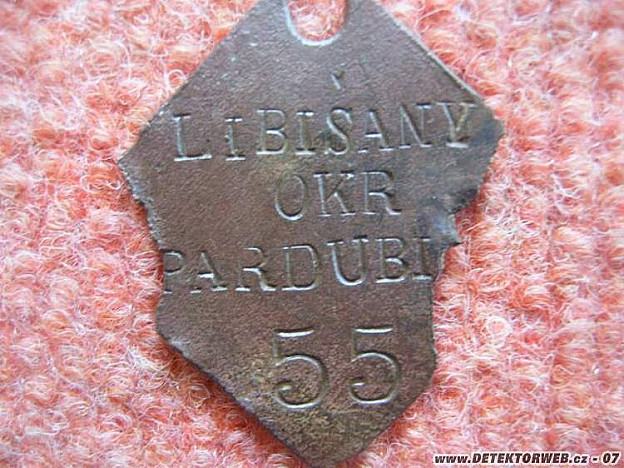 LIBIŠANY
OKR
PARDUBI
55
www.DETEKTORWEB.cz - 07